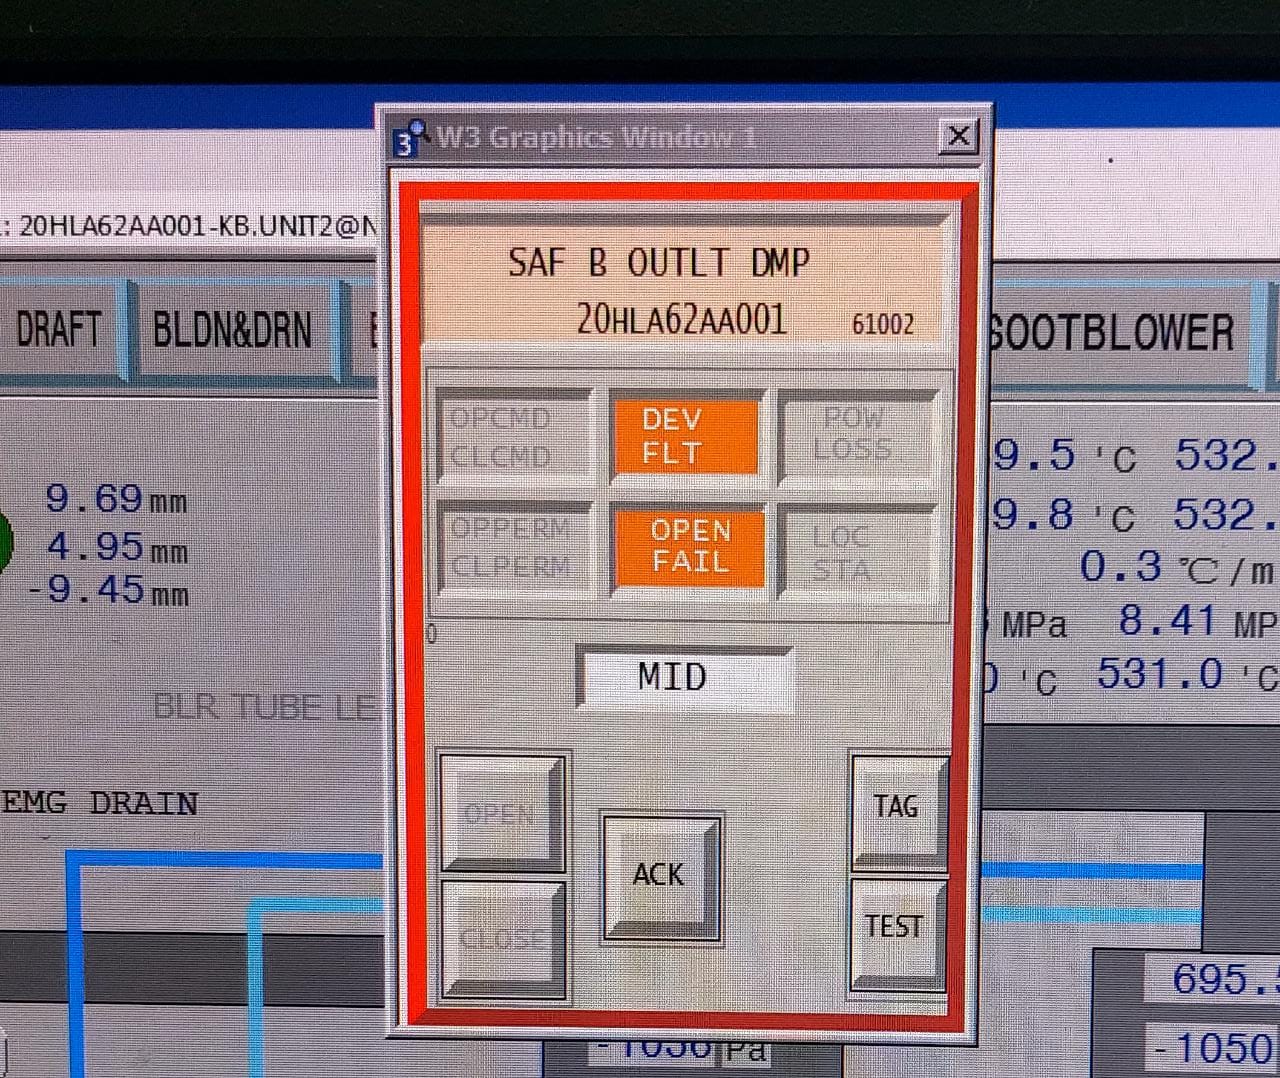 W3 Graphics Window 1
: 20HLA62AA001-KB.UNIT2@
SAF B OUTLT DMP
20HLA62AA001 61002
DRAFT
BLDN&DRN
SOOTBLOWER
OPCMD
CLCMD
DEV
FLT
POW
LOSS
OPPERM
CLPERM
OPEN
FAIL
LOC
STA
0
MID
OPEN
CLOSE
ACK
TAG
TEST
9.69 mm
4.95 mm
-9.45 mm
BLR TUBE LE
EMG DRAIN
9.5 'C 532.
9.8 'C 532.
0.3 ℃/m
MPa 8.41 MP
'C 531.0 'C
695.
-1050
-1056 Pa